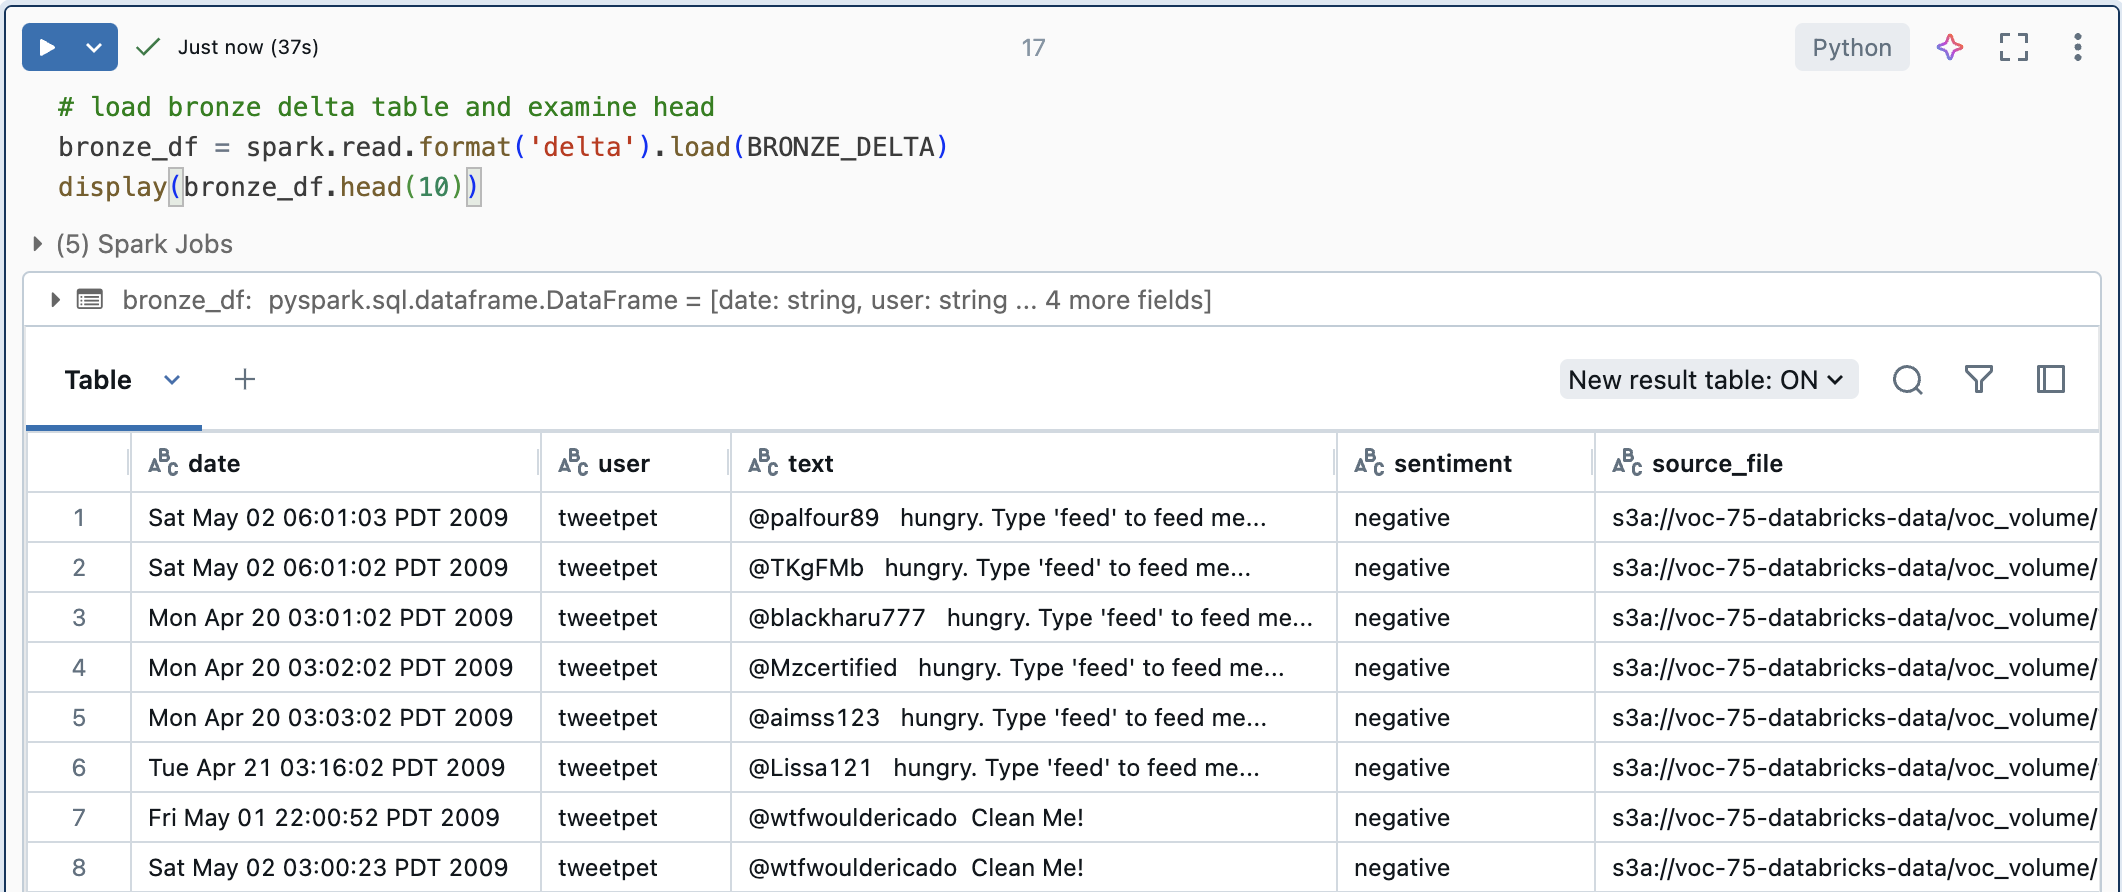 Just now (37s) 17 Python
# load bronze delta table and examine head
bronze_df = spark.read.format('delta').load(BRONZE_DELTA)
display(bronze_df.head(10))
(5) Spark Jobs
bronze_df: pyspark.sql.dataframe.DataFrame = [date: string, user: string ... 4 more fields]
Table + New result table: ON
ABC date ABC user ABC text ABC sentiment ABC source_file
1 Sat May 02 06:01:03 PDT 2009 tweetpet @palfour89 hungry. Type 'feed' to feed me... negative s3a://voc-75-databricks-data/voc_volume/
2 Sat May 02 06:01:02 PDT 2009 tweetpet @TKgFMb hungry. Type 'feed' to feed me... negative s3a://voc-75-databricks-data/voc_volume/
3 Mon Apr 20 03:01:02 PDT 2009 tweetpet @blackharu777 hungry. Type 'feed' to feed me... negative s3a://voc-75-databricks-data/voc_volume/
4 Mon Apr 20 03:02:02 PDT 2009 tweetpet @Mzcertified hungry. Type 'feed' to feed me... negative s3a://voc-75-databricks-data/voc_volume/
5 Mon Apr 20 03:03:02 PDT 2009 tweetpet @aimss123 hungry. Type 'feed' to feed me... negative s3a://voc-75-databricks-data/voc_volume/
6 Tue Apr 21 03:16:02 PDT 2009 tweetpet @Lissa121 hungry. Type 'feed' to feed me... negative s3a://voc-75-databricks-data/voc_volume/
7 Fri May 01 22:00:52 PDT 2009 tweetpet @wtfwouldericado Clean Me! negative s3a://voc-75-databricks-data/voc_volume/
8 Sat May 02 03:00:23 PDT 2009 tweetpet @wtfwouldericado Clean Me! negative s3a://voc-75-databricks-data/voc_volume/